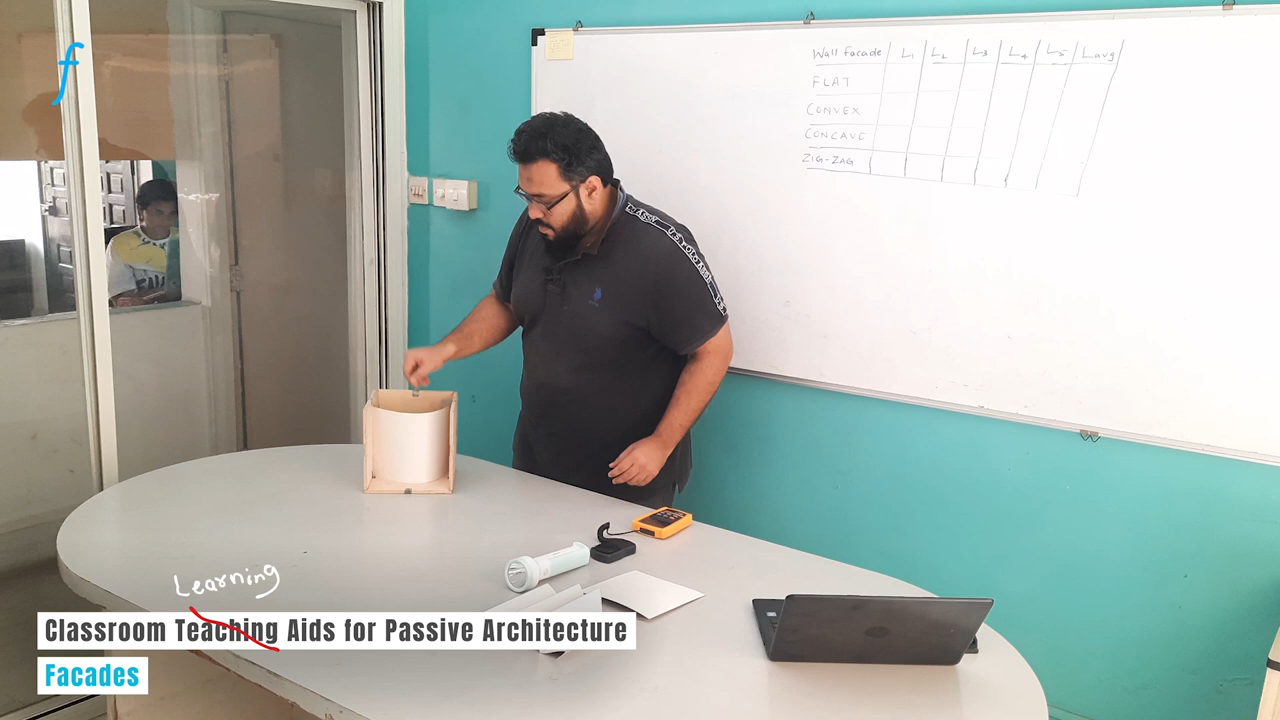 f
Wall facade L1 L2 L3 L4 L5 Lavg
FLAT
CONVEX
CONCAVE
ZIG-ZAG
Learning
Classroom Teaching Aids for Passive Architecture
Facades